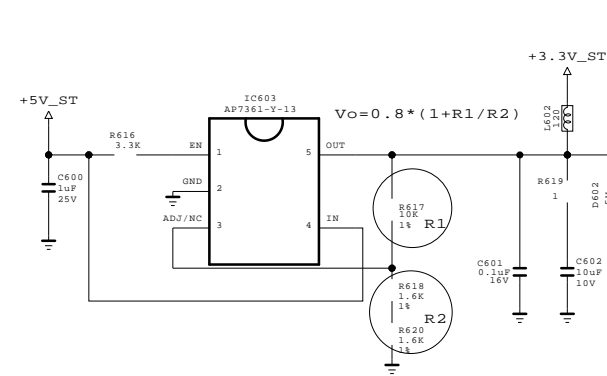 +3.3V_ST
+5V_ST
IC603
AP7361-Y-13
Vo=0.8*(1+R1/R2)
L602
120
R616
3.3K
EN
1
5
OUT
C600
1uF
25V
GND
2
R619
1
D602
ADJ/NC
3
4
IN
R617
10K
1%
R1
C601
0.1uF
16V
C602
10uF
10V
R618
1.6K
1%
R2
R620
1.6K
1%